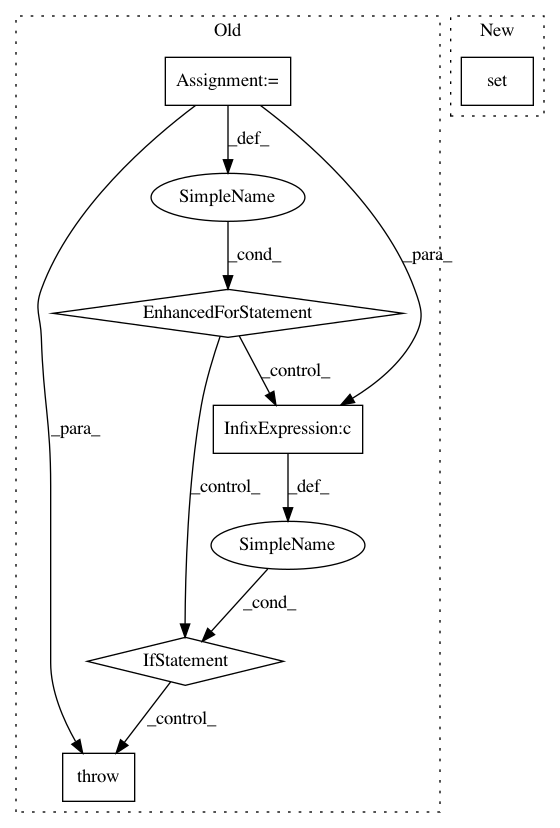 Old
New
Assignment:=
set
_def_
SimpleName
_cond_
_para_
EnhancedForStatement
_control_
InfixExpression:c
_para_
_control_
_def_
SimpleName
_cond_
IfStatement
_control_
throw